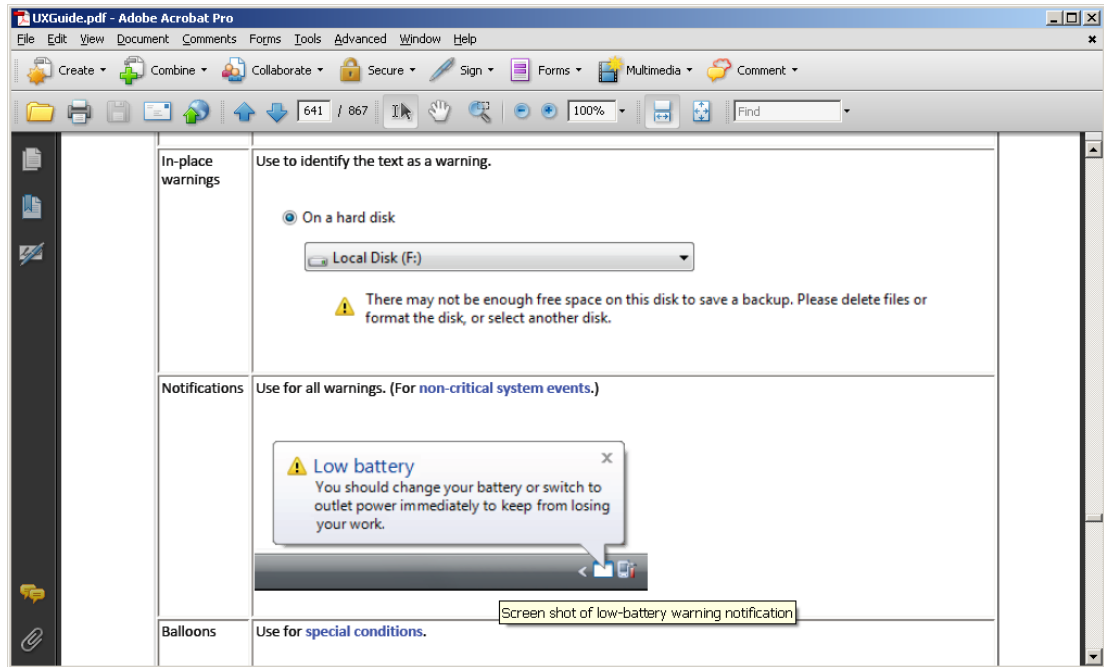 UXGuide.pdf - Adobe Acrobat Pro
File Edit View Document Comments Forms Tools Advanced Window Help
Create Combine Collaborate Secure Sign Forms Multimedia Comment
641 / 867 100% Find
In-place warnings
Use to identify the text as a warning.
On a hard disk
Local Disk (F:)
There may not be enough free space on this disk to save a backup. Please delete files or
format the disk, or select another disk.
Notifications Use for all warnings. (For non-critical system events.)
Low battery
You should change your battery or switch to
outlet power immediately to keep from losing
your work.
Screen shot of low-battery warning notification
Balloons Use for special conditions.